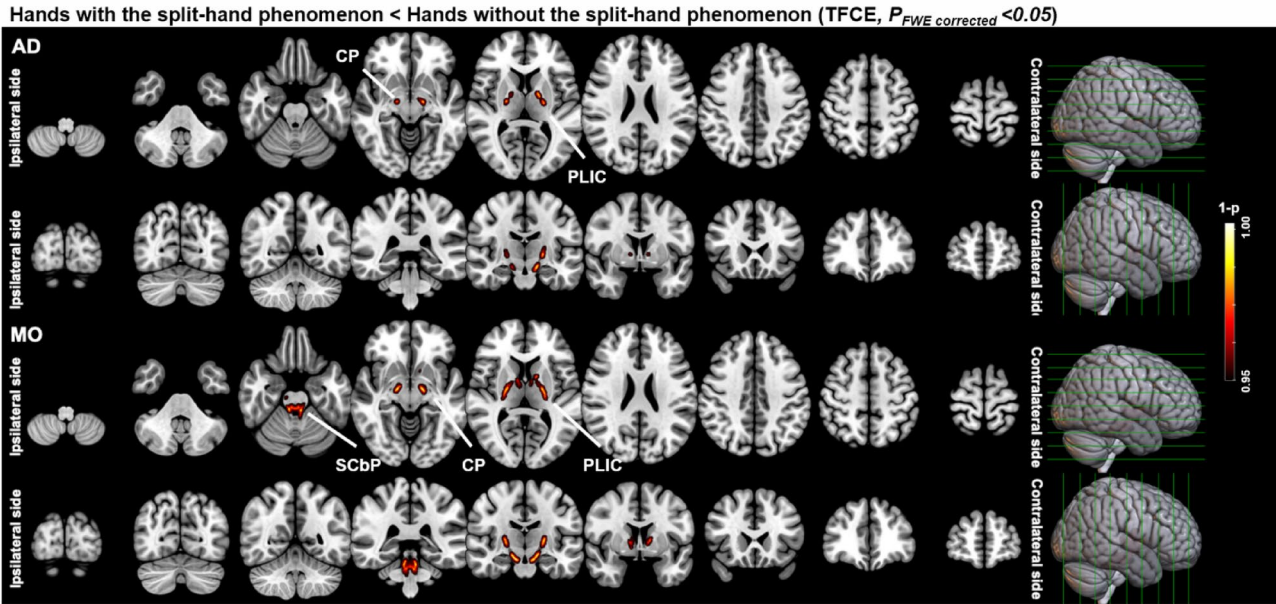 Hands with the split-hand phenomenon < Hands without the split-hand phenomenon (TFCE, P FWE corrected <0.05)
AD
Ipsilateral side
CP
PLIC
Contralateral side
Ipsilateral side
Contralateral side
1-p
1.00
0.95
MO
Ipsilateral side
SCbP
CP
PLIC
Contralateral side
Ipsilateral side
Contralateral side